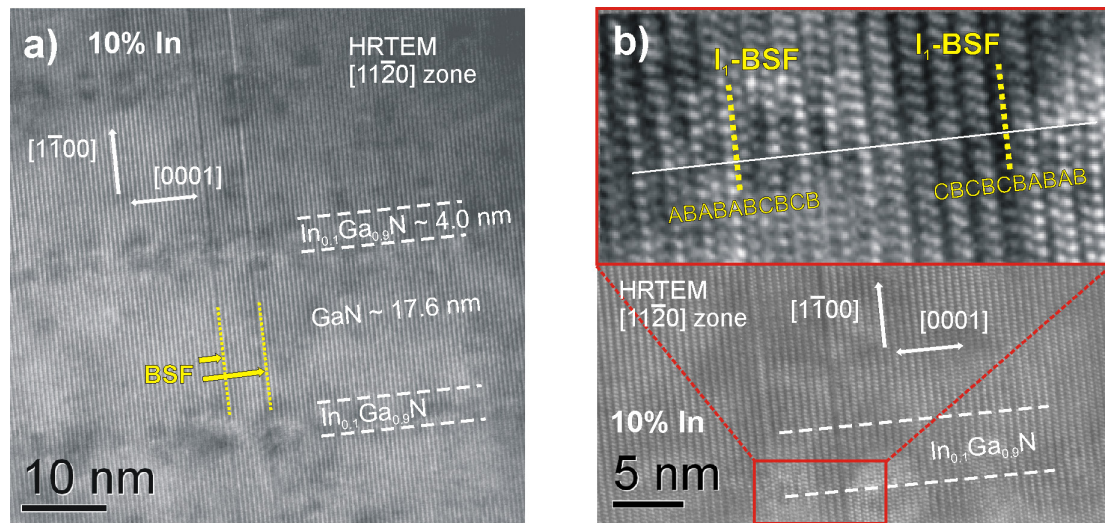 a)
10% In
HRTEM
[112̅0] zone
[11̅00]
[0001]
In₀.₁Ga₀.₉N ~ 4.0 nm
GaN ~ 17.6 nm
BSF
In₀.₁Ga₀.₉N
10 nm
b)
I₁-BSF
I₁-BSF
ABABABCBCB
CBCBCBABAB
HRTEM
[112̅0] zone
[11̅00]
[0001]
10% In
In₀.₁Ga₀.₉N
5 nm